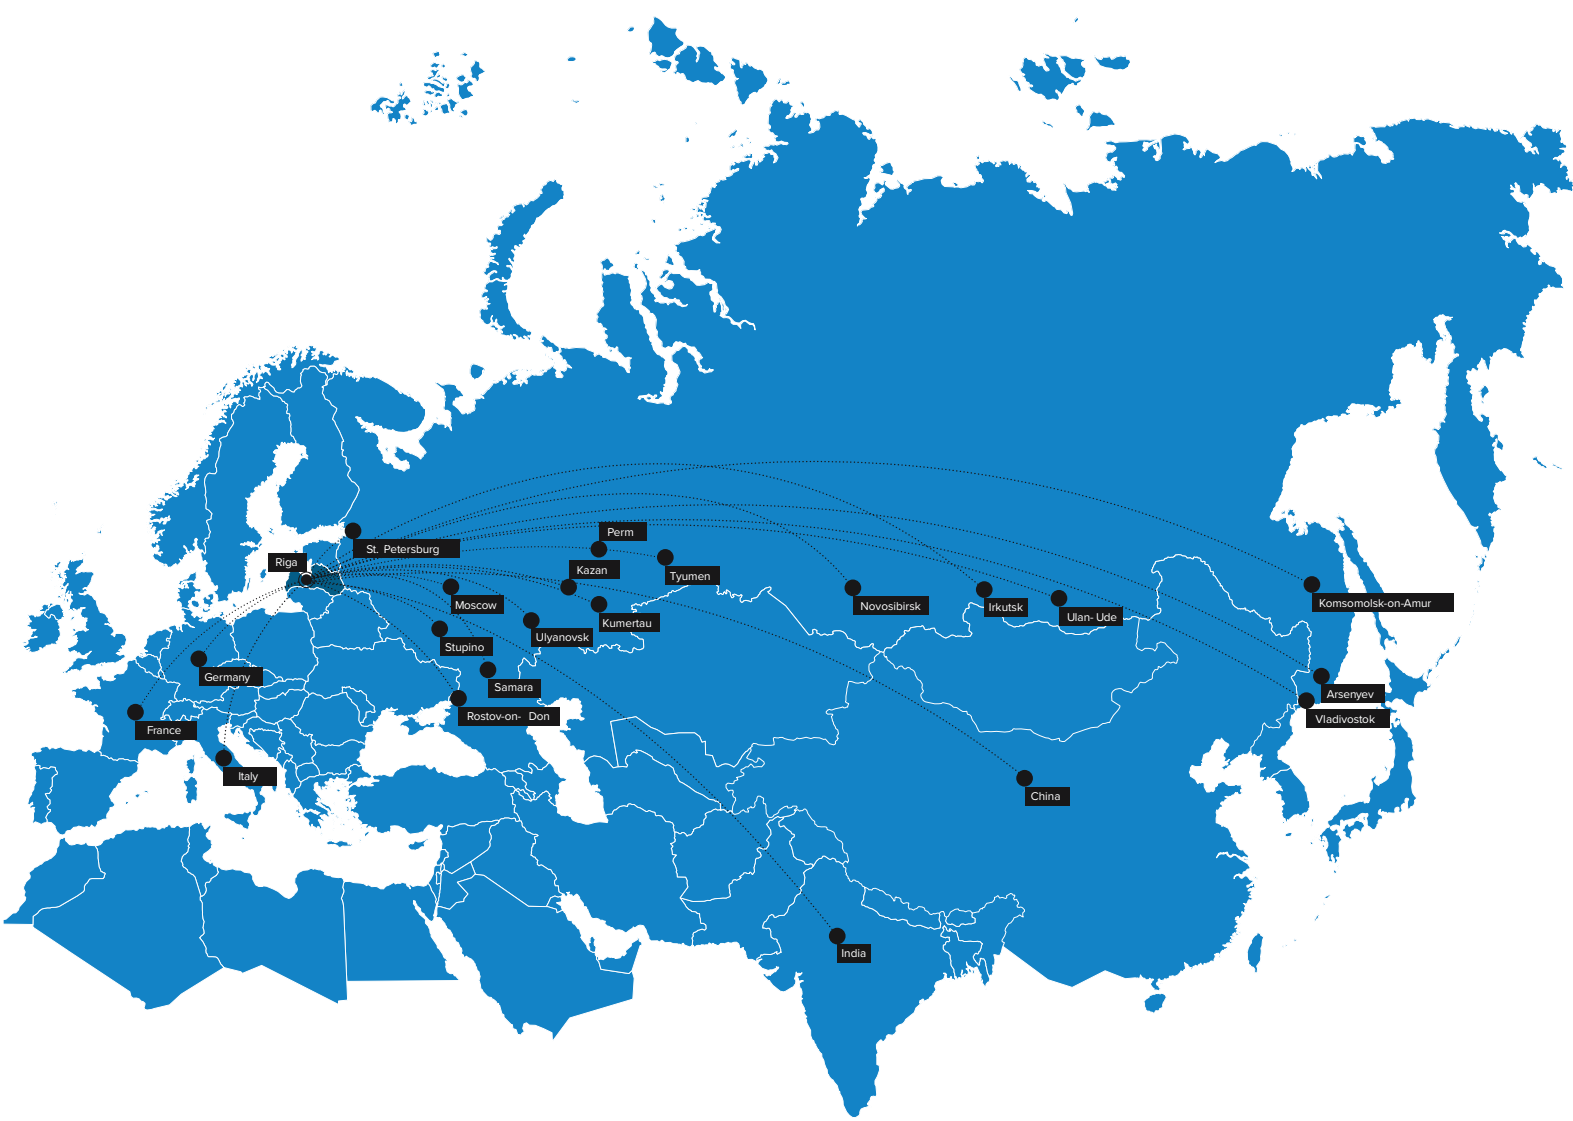 Perm
St. Petersburg
Riga
Kazan
Tyumen
Moscow
Novosibirsk
Irkutsk
Komsomolsk-on-Amur
Ulan- Ude
Kumertau
Ulyanovsk
Stupino
Germany
Samara
Arsenyev
Rostov-on- Don
Vladivostok
France
Italy
China
India